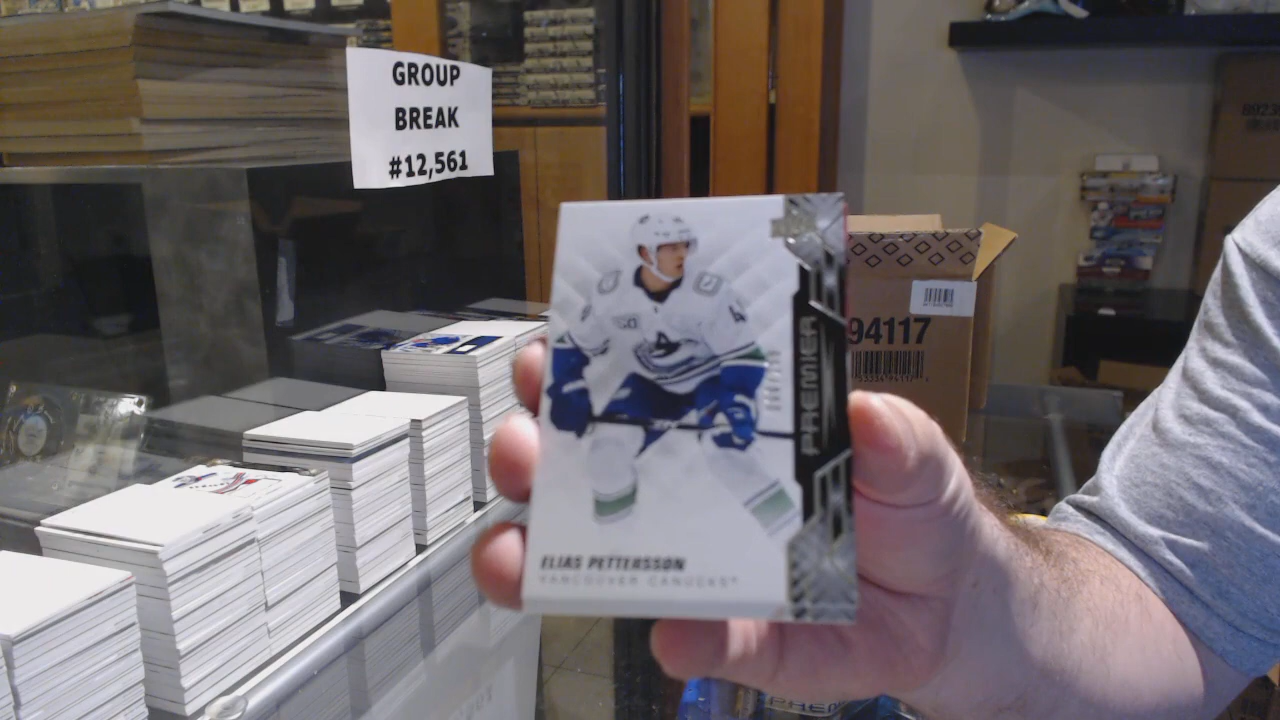 GROUP
BREAK
#12,561
94117
PREMIER
ELIAS PETTERSSON
VANCOUVER CANUCKS